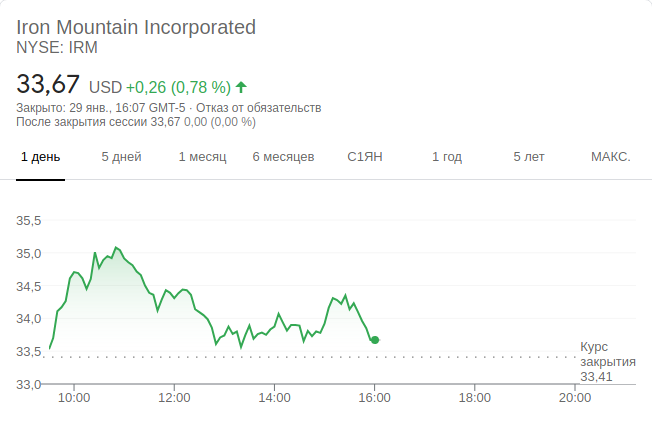 Iron Mountain Incorporated
NYSE: IRM
33,67 USD +0,26 (0,78 %)
Закрыто: 29 янв., 16:07 GMT-5 · Отказ от обязательств
После закрытия сессии 33,67 0,00 (0,00 %)
1 день 5 дней 1 месяц 6 месяцев С1ЯН 1 год 5 лет МАКС.
35,5
35,0
34,5
34,0
33,5
33,0
Курс
закрытия
33,41
10:00 12:00 14:00 16:00 18:00 20:00